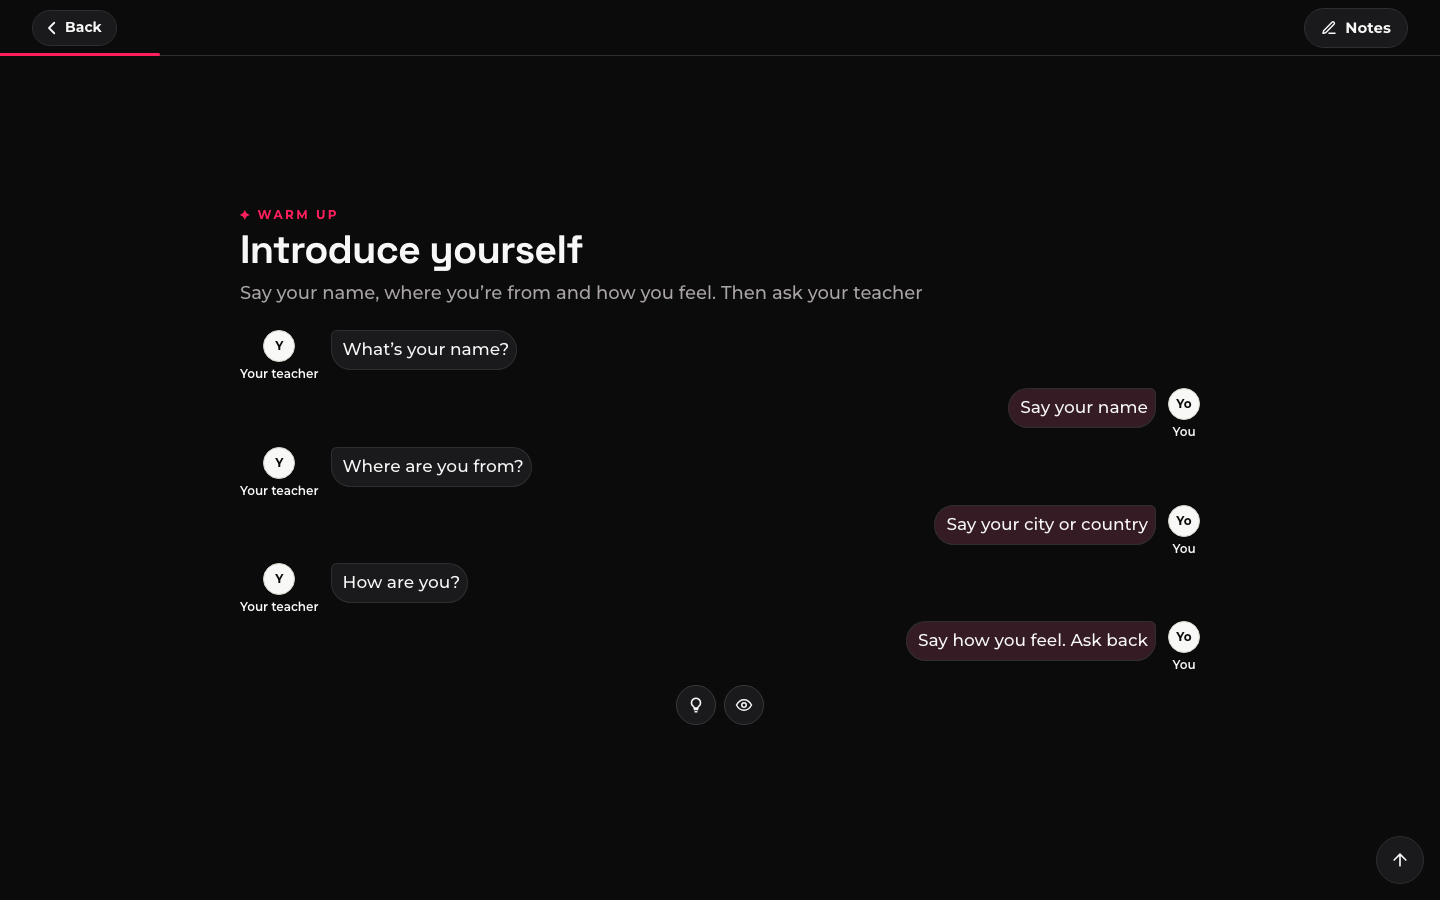 Back
Notes
WARM UP
Introduce yourself
Say your name, where you’re from and how you feel. Then ask your teacher
Y
What’s your name?
Your teacher
Say your name
Yo
You
Y
Where are you from?
Your teacher
Say your city or country
Yo
You
Y
How are you?
Your teacher
Say how you feel. Ask back
Yo
You